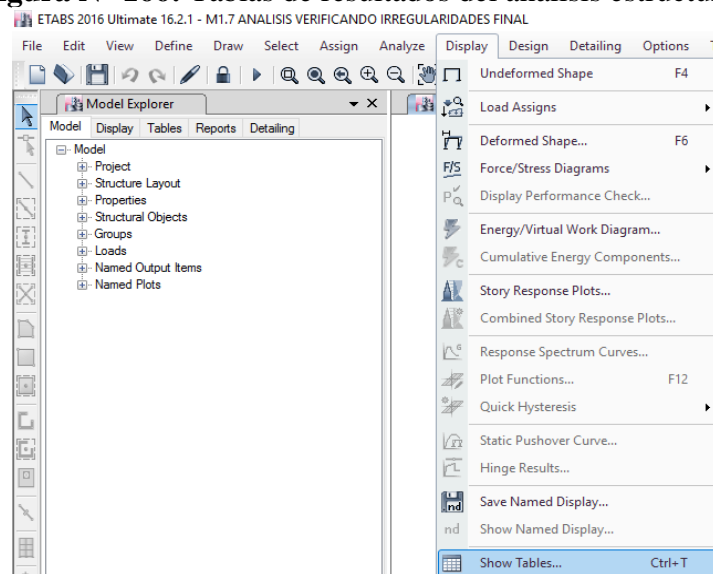 Tablas de resultados del análisis
ETABS 2016 Ultimate 16.2.1 - M1.7 ANALISIS VERIFICANDO IRREGULARIDADES FINAL
File Edit View Define Draw Select Assign Analyze Display Design Detailing Options
Model Explorer
Model Display Tables Reports Detailing
Model
Project
Structure Layout
Properties
Structural Objects
Groups
Loads
Named Output Items
Named Plots
Undeformed Shape F4
Load Assigns
Deformed Shape... F6
F/S Force/Stress Diagrams
Display Performance Check...
Energy/Virtual Work Diagram...
Cumulative Energy Components...
Story Response Plots...
Combined Story Response Plots...
Response Spectrum Curves...
Plot Functions... F12
Quick Hysteresis
Static Pushover Curve...
Hinge Results...
nd Save Named Display...
nd Show Named Display...
Show Tables... Ctrl+T